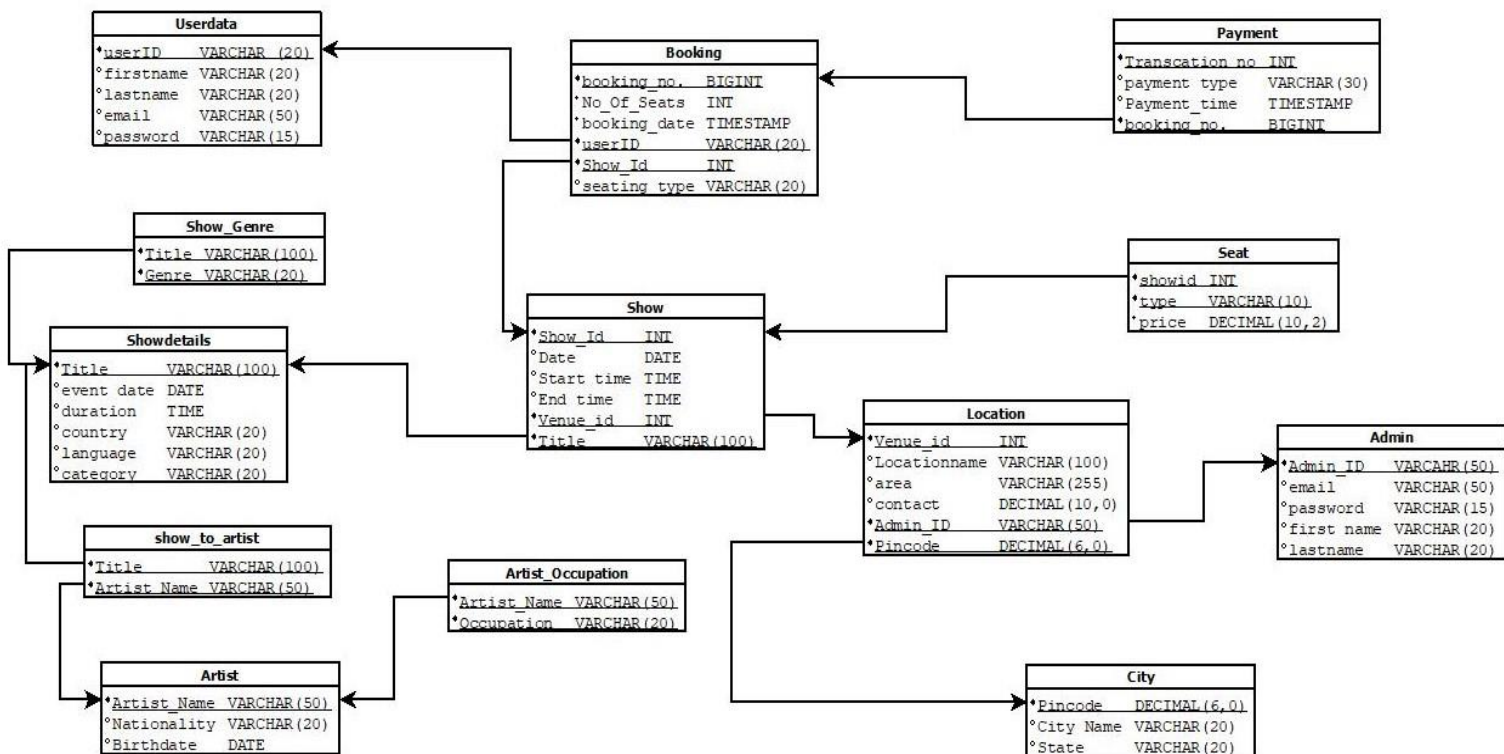 Userdata
userID VARCHAR (20)
firstname VARCHAR(20)
lastname VARCHAR(20)
email VARCHAR(50)
password VARCHAR(15)
Booking
booking_no. BIGINT
No_Of_Seats INT
booking_date TIMESTAMP
userID VARCHAR(20)
Show_Id INT
seating type VARCHAR(20)
Payment
Transcation no INT
payment type VARCHAR(30)
Payment_time TIMESTAMP
booking_no. BIGINT
Show_Genre
Title VARCHAR(100)
Genre VARCHAR(20)
Seat
showid INT
type VARCHAR(10)
price DECIMAL(10,2)
Show
Show_Id INT
Date DATE
Start time TIME
End time TIME
Venue_id INT
Title VARCHAR(100)
Showdetails
Title VARCHAR(100)
event date DATE
duration TIME
country VARCHAR(20)
language VARCHAR(20)
category VARCHAR(20)
Location
Venue_id INT
Locationname VARCHAR(100)
area VARCHAR(255)
contact DECIMAL(10,0)
Admin_ID VARCHAR(50)
Pincode DECIMAL(6,0)
Admin
Admin_ID VARCAHR(50)
email VARCHAR(50)
password VARCHAR(15)
first name VARCHAR(20)
lastname VARCHAR(20)
show_to_artist
Title VARCHAR(100)
Artist_Name VARCHAR(50)
Artist_Occupation
Artist_Name VARCHAR(50)
Occupation VARCHAR(20)
Artist
Artist_Name VARCHAR(50)
Nationality VARCHAR(20)
Birthdate DATE
City
Pincode DECIMAL(6,0)
City Name VARCHAR(20)
State VARCHAR(20)